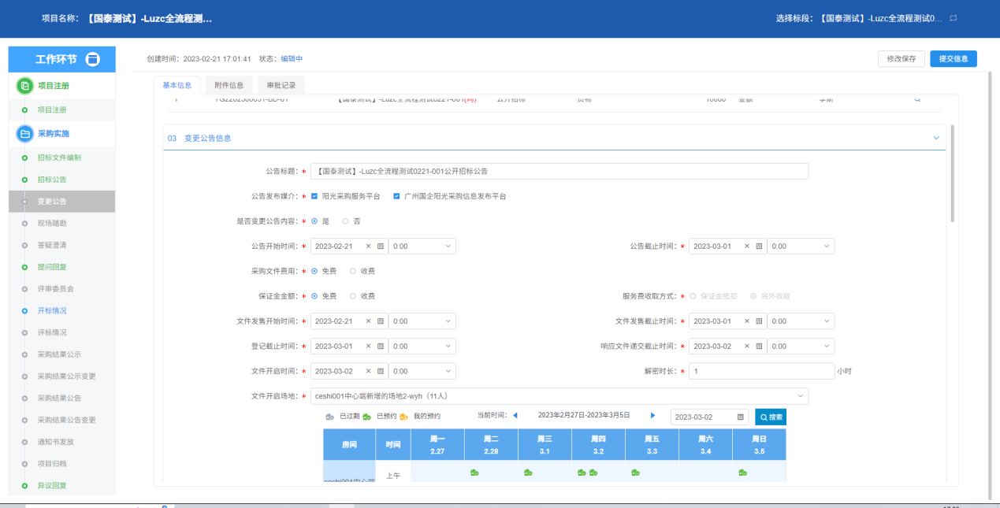 项目名称: 【国泰测试】-Luzc全流程测...
选择标段: 【国泰测试】-Luzc全流程测试0...
工作环节
创建时间: 2023-02-21 17:01:41 状态: 编辑中
修改保存 提交信息
项目注册
基本信息 附件信息 审批记录
项目注册
采购实施
03 变更公告信息
招标文件编制
招标公告
变更公告
现场踏勘
答疑澄清
提问回复
评审委员会
开标情况
评标情况
采购结果公示
采购结果公示变更
采购结果公告
采购结果公告变更
通知书发放
项目归档
异议回复
公告标题: * 【国泰测试】-Luzc全流程测试0221-001公开招标公告
公告发布媒介: * 阳光采购服务平台 广州国企阳光采购信息发布平台
是否变更公告内容: * 是 否
公告开始时间: * 2023-02-21 × 0:00 公告截止时间: * 2023-03-01 × 0:00
采购文件费用: * 免费 收费
保证金金额: * 免费 收费 服务费收取方式: * 保证金抵扣 另外收取
文件发售开始时间: * 2023-02-21 × 0:00 文件发售截止时间: * 2023-03-01 × 0:00
登记截止时间: * 2023-03-01 × 0:00 响应文件递交截止时间: * 2023-03-02 × 0:00
文件开启时间: * 2023-03-02 × 0:00 解密时长: * 1 小时
文件开启场地: * ceshi001中心端新增的场地2-wyh（11人）
已过期 已预约 我的预约 当前时间: 2023年2月27日-2023年3月5日 2023-03-02 搜索
房间 时间 周一 周二 周三 周四 周五 周六 周日
2.27 2.28 3.1 3.2 3.3 3.4 3.5
上午